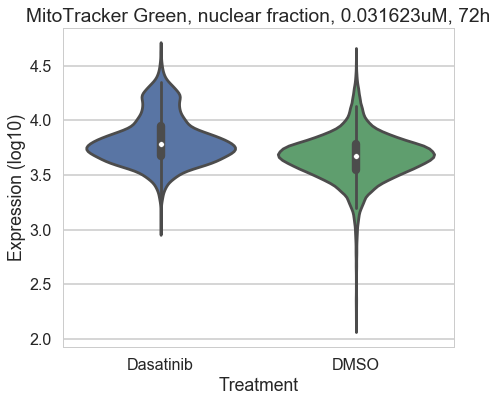 MitoTracker Green, nuclear fraction, 0.031623uM, 72h
Expression (log10)
4.5
4.0
3.5
3.0
2.5
2.0
Dasatinib
DMSO
Treatment